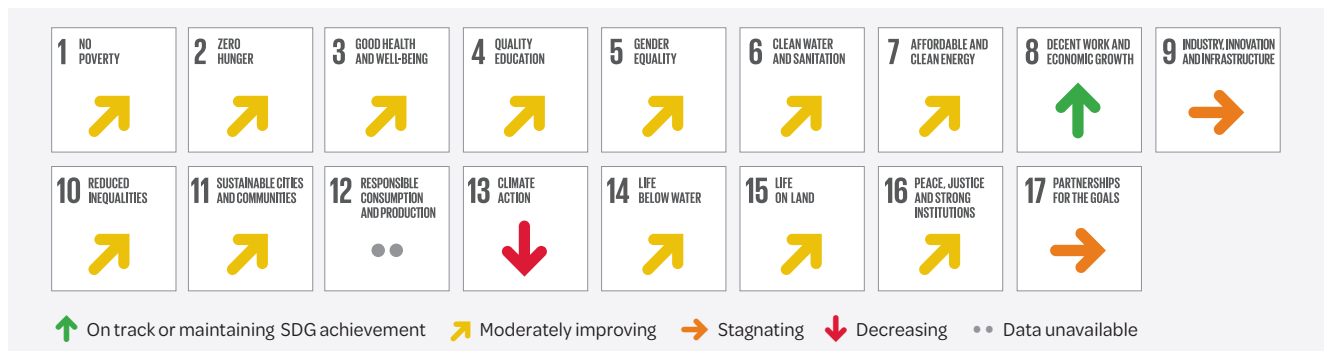 1 NO
POVERTY
2 ZERO
HUNGER
3 GOOD HEALTH
AND WELL-BEING
4 QUALITY
EDUCATION
5 GENDER
EQUALITY
6 CLEAN WATER
AND SANITATION
7 AFFORDABLE AND
CLEAN ENERGY
8 DECENT WORK AND
ECONOMIC GROWTH
9 INDUSTRY, INNOVATION
AND INFRASTRUCTURE
10 REDUCED
INEQUALITIES
11 SUSTAINABLE CITIES
AND COMMUNITIES
12 RESPONSIBLE
CONSUMPTION
AND PRODUCTION
13 CLIMATE
ACTION
14 LIFE
BELOW WATER
15 LIFE
ON LAND
16 PEACE, JUSTICE
AND STRONG
INSTITUTIONS
17 PARTNERSHIPS
FOR THE GOALS
On track or maintaining SDG achievement Moderately improving Stagnating Decreasing Data unavailable